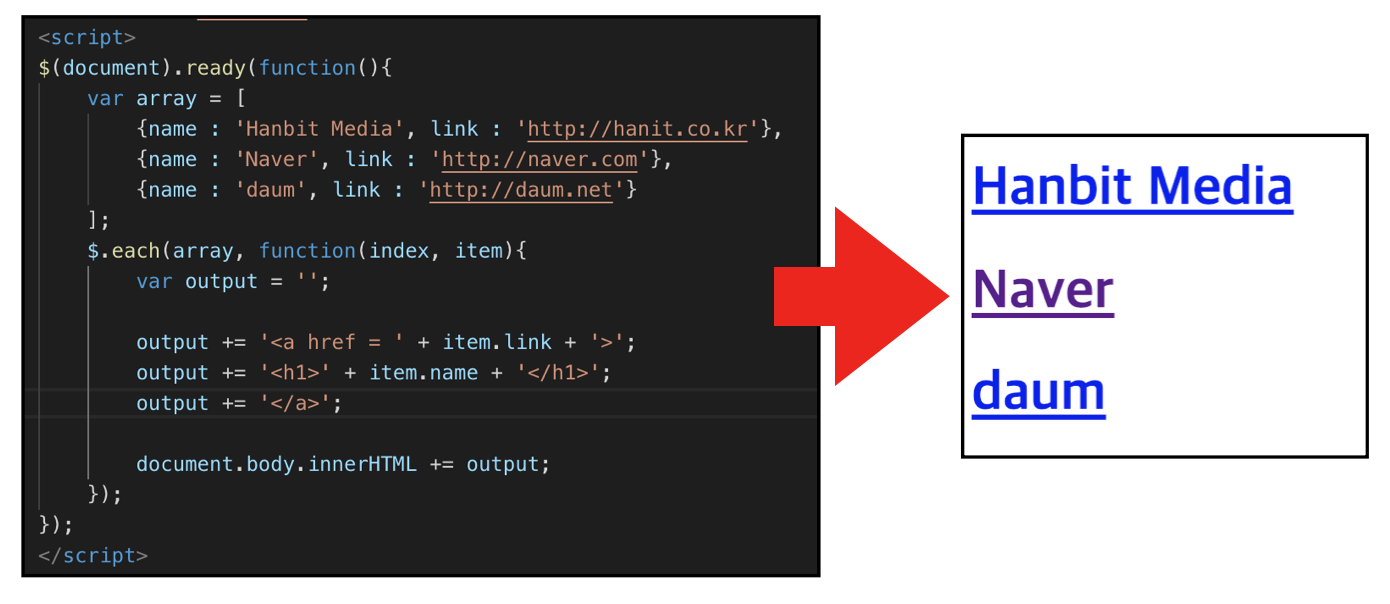 <script>
$(document).ready(function(){
    var array = [
        {name : 'Hanbit Media', link : 'http://hanit.co.kr'},
        {name : 'Naver', link : 'http://naver.com'},
        {name : 'daum', link : 'http://daum.net'}
    ];
    $.each(array, function(index, item){
        var output = '';
        output += '<a href = ' + item.link + '>';
        output += '<h1>' + item.name + '</h1>';
        output += '</a>';
        document.body.innerHTML += output;
    });
});
</script>
Hanbit Media
Naver
daum